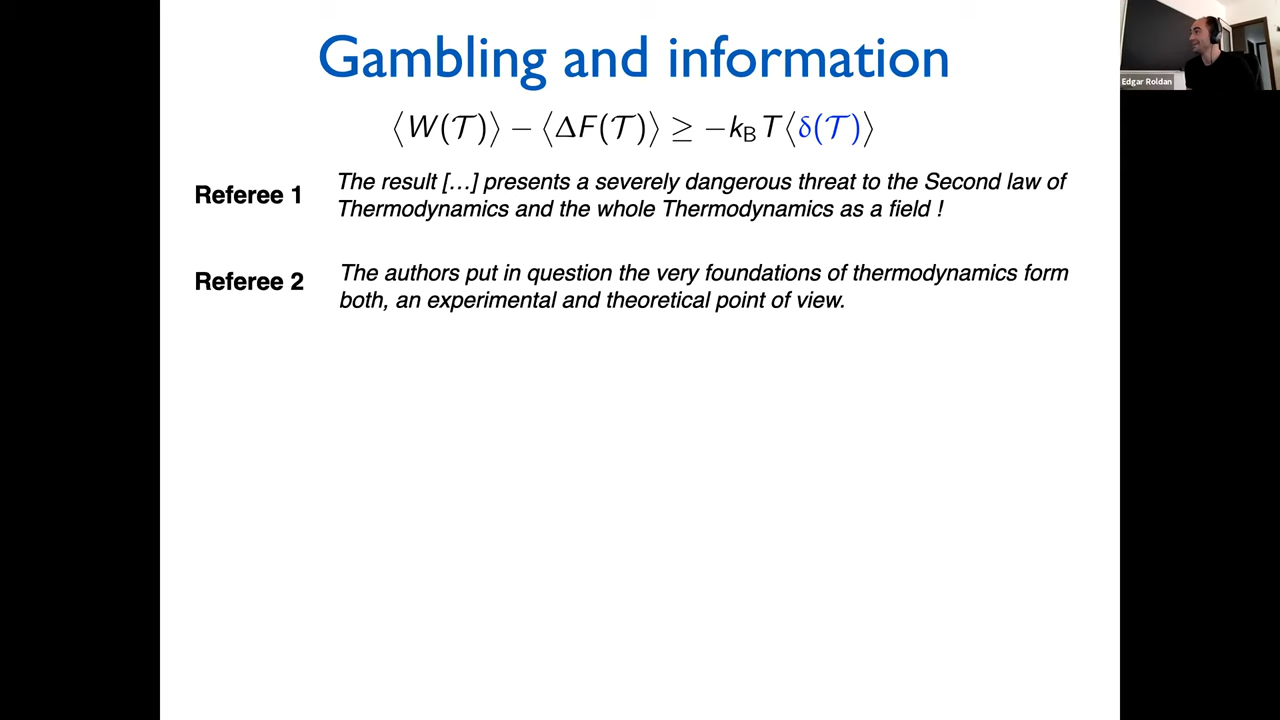 Gambling and information
⟨W(𝒯)⟩ − ⟨ΔF(𝒯)⟩ ≥ −k_B T⟨δ(𝒯)⟩
Referee 1
The result [...] presents a severely dangerous threat to the Second law of
Thermodynamics and the whole Thermodynamics as a field !
Referee 2
The authors put in question the very foundations of thermodynamics form
both, an experimental and theoretical point of view.
Edgar Roldan